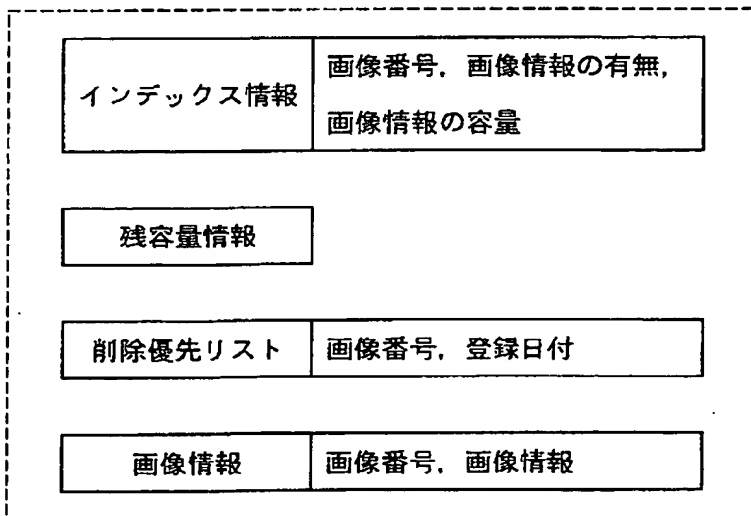 インデックス情報
画像番号，画像情報の有無，
画像情報の容量
残容量情報
削除優先リスト
画像番号，登録日付
画像情報
画像番号，画像情報